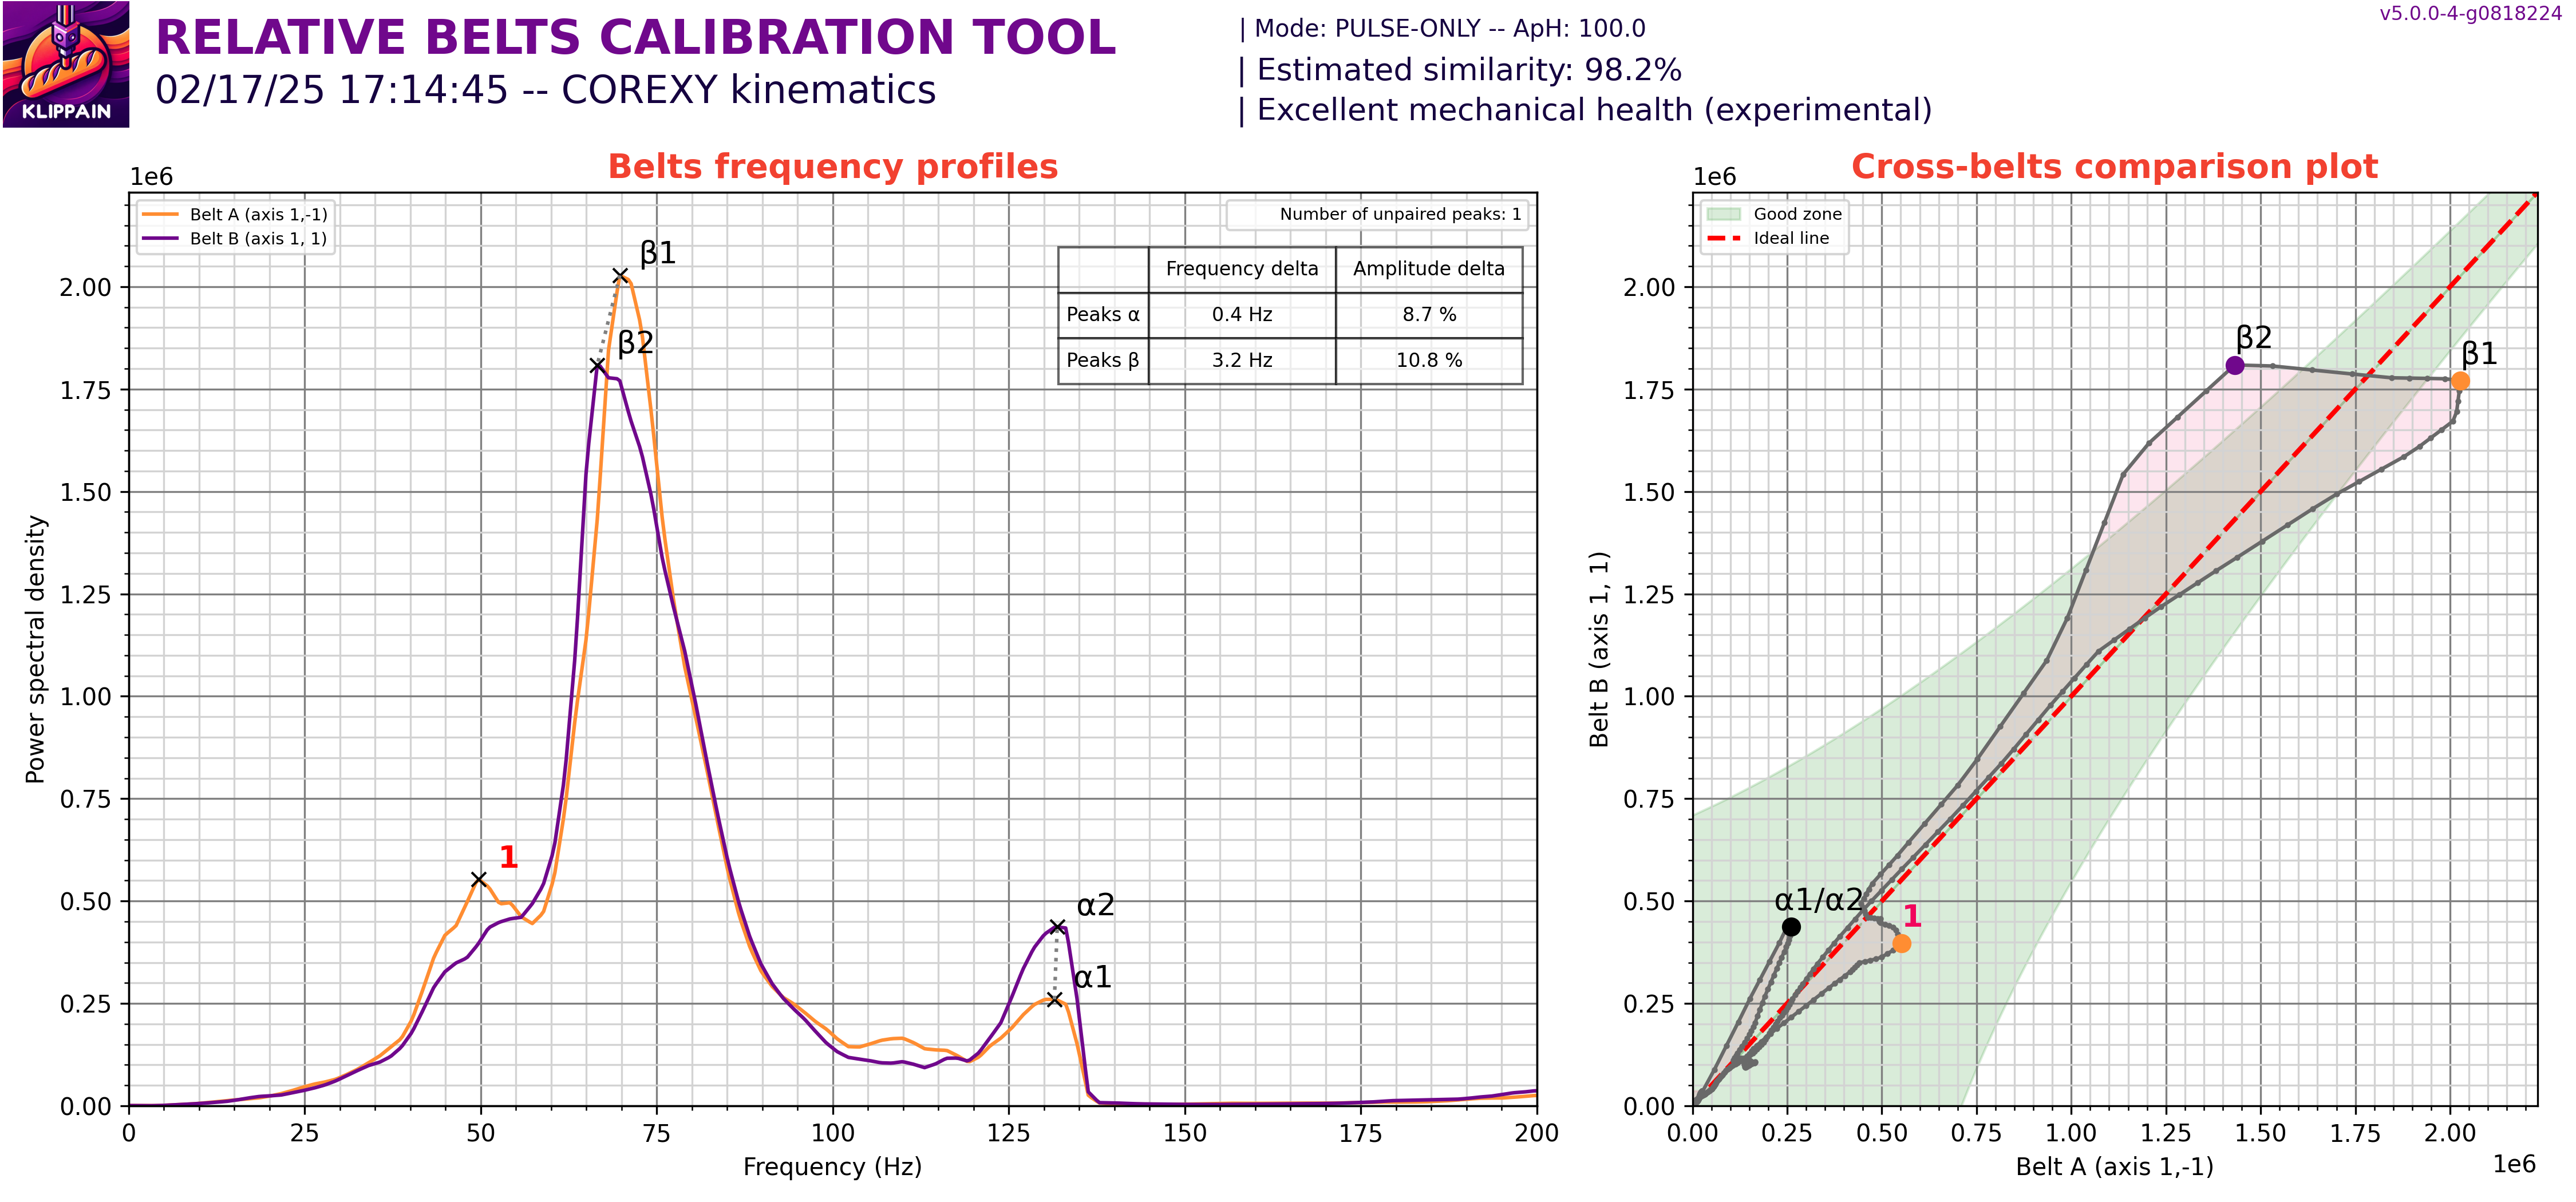 v5.0.0-4-g0818224
KLIPPAIN
RELATIVE BELTS CALIBRATION TOOL
02/17/25 17:14:45 -- COREXY kinematics
| Mode: PULSE-ONLY -- ApH: 100.0
| Estimated similarity: 98.2%
| Excellent mechanical health (experimental)
Belts frequency profiles
1e6
Belt A (axis 1,-1)
Belt B (axis 1, 1)
Number of unpaired peaks: 1
Frequency delta Amplitude delta
Peaks α 0.4 Hz 8.7 %
Peaks β 3.2 Hz 10.8 %
β1
β2
1
α2
α1
2.00
1.75
1.50
1.25
1.00
0.75
0.50
0.25
0.00
Power spectral density
0 25 50 75 100 125 150 175 200
Frequency (Hz)
Cross-belts comparison plot
1e6
Good zone
Ideal line
β2
β1
α1/α2
1
2.00
1.75
1.50
1.25
1.00
0.75
0.50
0.25
0.00
Belt B (axis 1, 1)
0.00 0.25 0.50 0.75 1.00 1.25 1.50 1.75 2.00
Belt A (axis 1,-1)
1e6